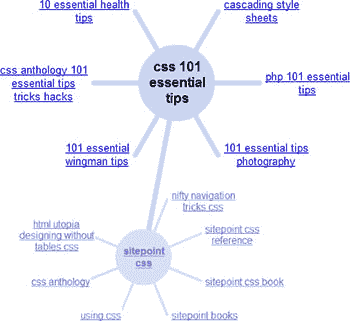 10 essential health
tips
cascading style
sheets
css 101
essential
tips
css anthology 101
essential tips
tricks hacks
php 101 essential
tips
101 essential
wingman tips
101 essential tips
photography
nifty navigation
tricks css
html utopia
designing without
tables css
sitepoint css
reference
sitepoint
css
css anthology
sitepoint css book
using css
sitepoint books